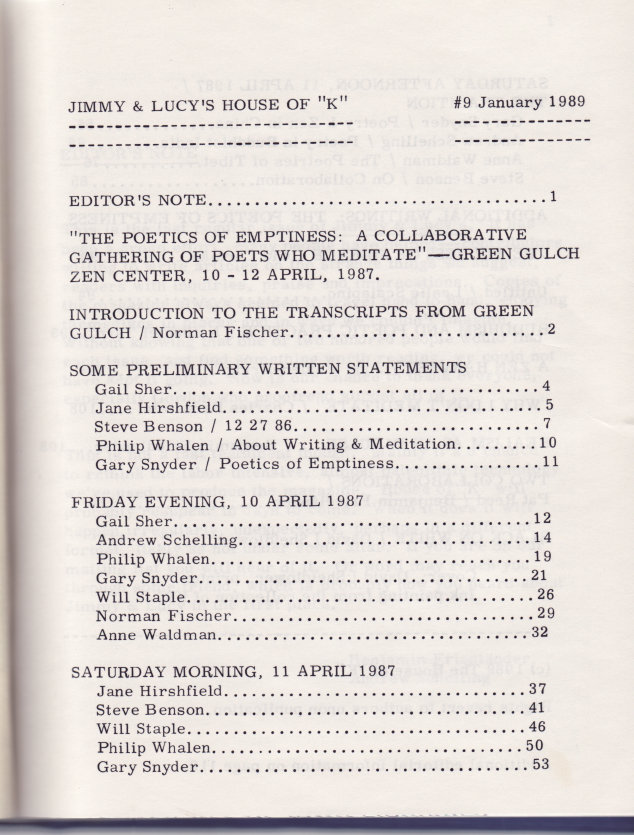 JIMMY & LUCY'S HOUSE OF "K" #9 January 1989
EDITOR'S NOTE....................................1
"THE POETICS OF EMPTINESS: A COLLABORATIVE
GATHERING OF POETS WHO MEDITATE"—GREEN GULCH
ZEN CENTER, 10 - 12 APRIL, 1987.
INTRODUCTION TO THE TRANSCRIPTS FROM GREEN
GULCH / Norman Fischer...........................2
SOME PRELIMINARY WRITTEN STATEMENTS
Gail Sher.......................................4
Jane Hirshfield..................................5
Steve Benson / 12 27 86..........................7
Philip Whalen / About Writing & Meditation.........10
Gary Snyder / Poetics of Emptiness...............11
FRIDAY EVENING, 10 APRIL 1987
Gail Sher.......................................12
Andrew Schelling................................14
Philip Whalen...................................19
Gary Snyder.....................................21
Will Staple.....................................26
Norman Fischer..................................29
Anne Waldman....................................32
SATURDAY MORNING, 11 APRIL 1987
Jane Hirshfield.................................37
Steve Benson....................................41
Will Staple.....................................46
Philip Whalen...................................50
Gary Snyder.....................................53